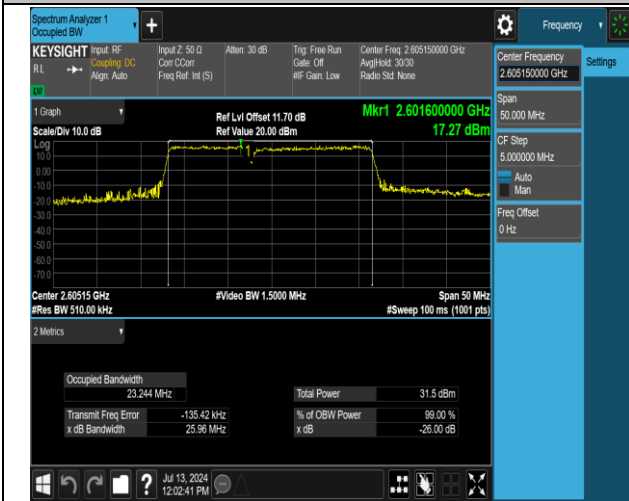 Spectrum Analyzer 1
Occupied BW
+
Frequency
KEYSIGHT
RL
Input: RF
Coupling: DC
Align: Auto
Input Z: 50 Ω
Corr CCorr
Freq Ref: Int (S)
Atten: 30 dB
Trig: Free Run
Gate: Off
#IF Gain: Low
Center Freq: 2.605150000 GHz
Avg|Hold: 30/30
Radio Std: None
Center Frequency
2.605150000 GHz
Settings
Span
50.000 MHz
CF Step
5.000000 MHz
Auto
Man
Freq Offset
0 Hz
1 Graph
Scale/Div 10.0 dB
Ref Lvl Offset 11.70 dB
Ref Value 20.00 dBm
Mkr1 2.601600000 GHz
17.27 dBm
Log
10.0
0.00
-10.0
-20.0
-30.0
-40.0
-50.0
-60.0
-70.0
1
Center 2.60515 GHz
#Res BW 510.00 kHz
#Video BW 1.5000 MHz
Span 50 MHz
#Sweep 100 ms (1001 pts)
2 Metrics
Occupied Bandwidth
23.244 MHz
Total Power 31.5 dBm
Transmit Freq Error -135.42 kHz
% of OBW Power 99.00 %
x dB Bandwidth 25.96 MHz
x dB -26.00 dB
?
Jul 13, 2024
12:02:41 PM